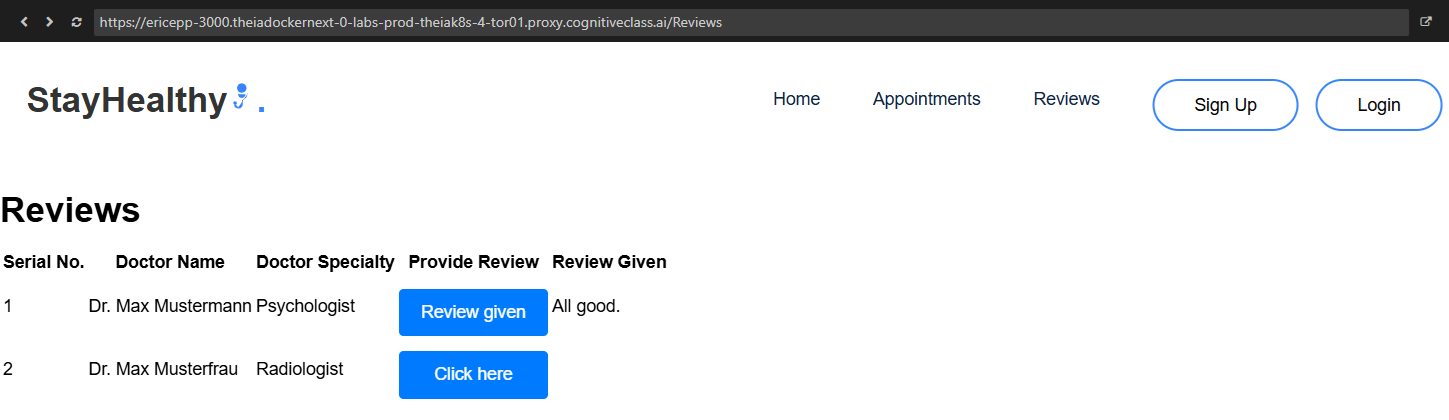 https://ericepp-3000.theiadockernext-0-labs-prod-theiak8s-4-tor01.proxy.cognitiveclass.ai/Reviews
StayHealthy . Home Appointments Reviews Sign Up Login
Reviews
Serial No. Doctor Name Doctor Specialty Provide Review Review Given
1 Dr. Max Mustermann Psychologist Review given All good.
2 Dr. Max Musterfrau Radiologist Click here